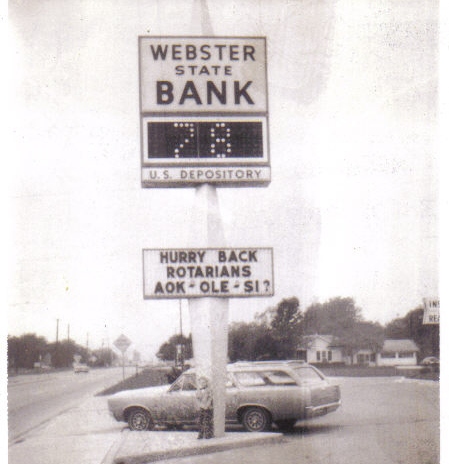 WEBSTER
STATE
BANK
78
U.S. DEPOSITORY
HURRY BACK
ROTARIANS
AOK-OLE-SI?